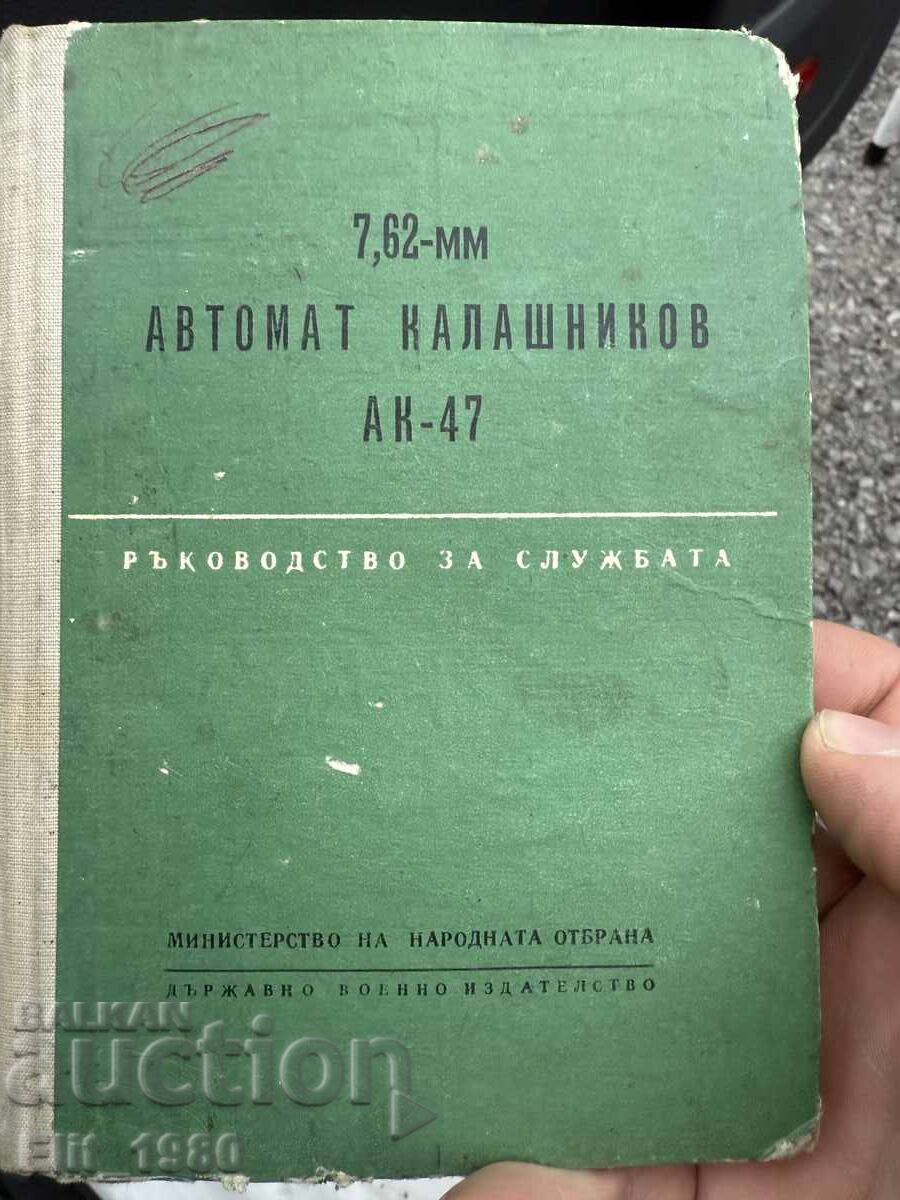 7,62-мм
АВТОМАТ КАЛАШНИКОВ
АК-47
РЪКОВОДСТВО ЗА СЛУЖБАТА
МИНИСТЕРСТВО НА НАРОДНАТА ОТБРАНА
ДЪРЖАВНО ВОЕННО ИЗДАТЕЛСТВО
BALKAN
auction
Elit_1980